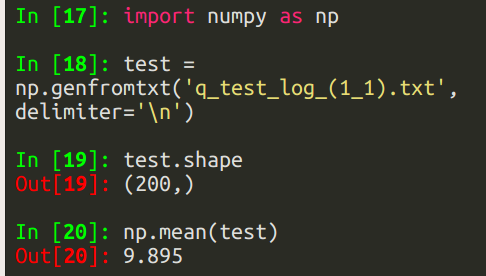 In [17]: import numpy as np
In [18]: test =
np.genfromtxt('q_test_log_(1_1).txt',
delimiter='\n')
In [19]: test.shape
Out[19]: (200,)
In [20]: np.mean(test)
Out[20]: 9.895